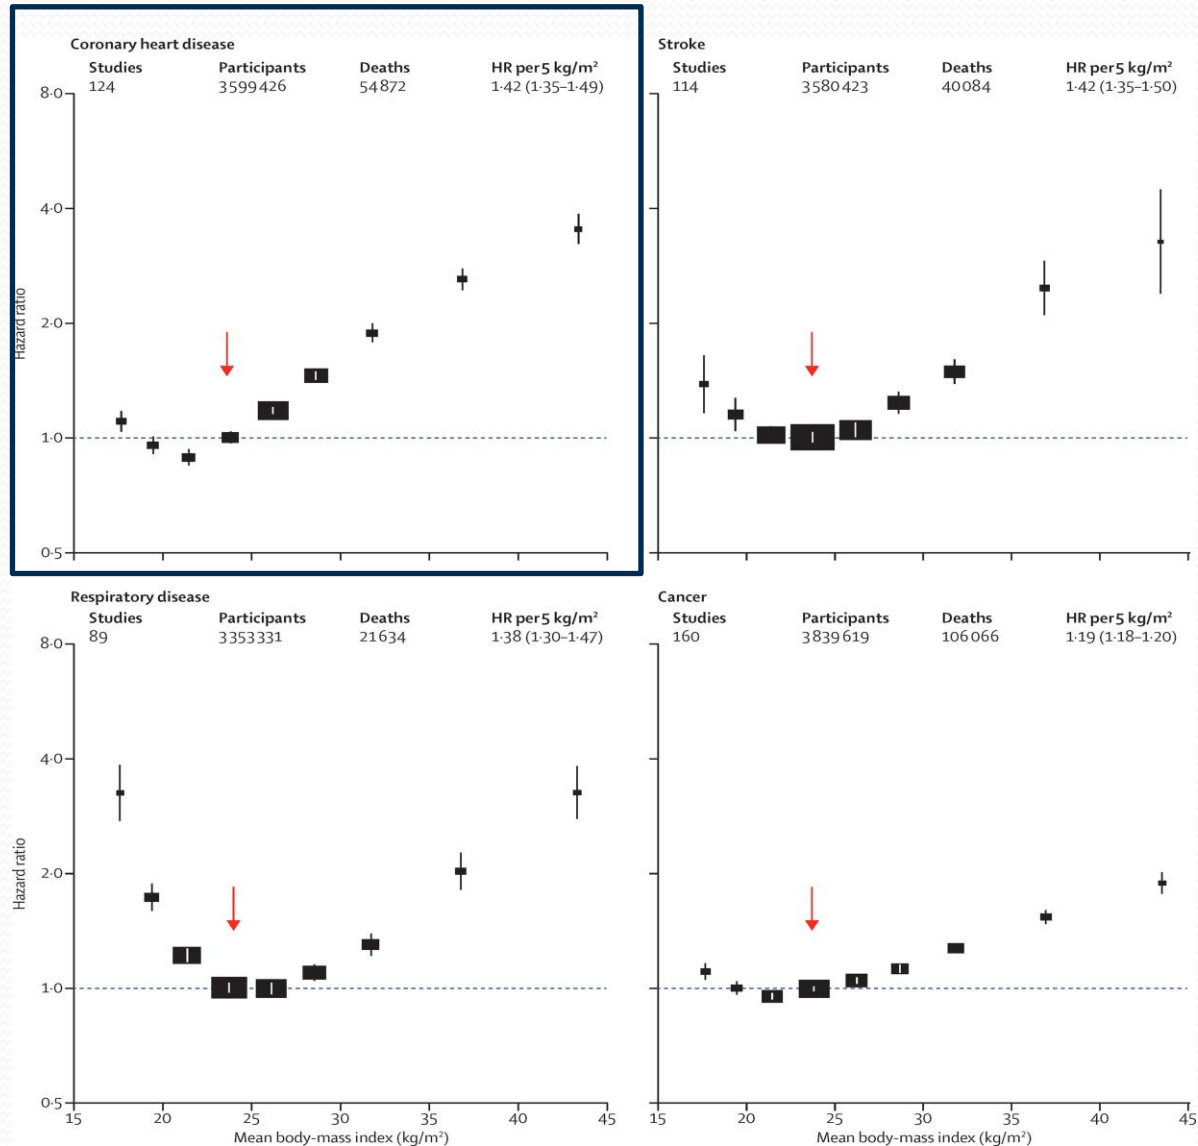 Coronary heart disease
Studies Participants Deaths HR per 5 kg/m²
124 3599426 54872 1·42 (1·35–1·49)
8·0
4·0
2·0
1·0
0·5
Hazard ratio
Stroke
Studies Participants Deaths HR per 5 kg/m²
114 3580423 40084 1·42 (1·35–1·50)
Respiratory disease
Studies Participants Deaths HR per 5 kg/m²
89 3353331 21634 1·38 (1·30–1·47)
8·0
4·0
2·0
1·0
0·5
Hazard ratio
15 20 25 30 35 40 45
Mean body-mass index (kg/m²)
Cancer
Studies Participants Deaths HR per 5 kg/m²
160 3839619 106066 1·19 (1·18–1·20)
15 20 25 30 35 40 45
Mean body-mass index (kg/m²)